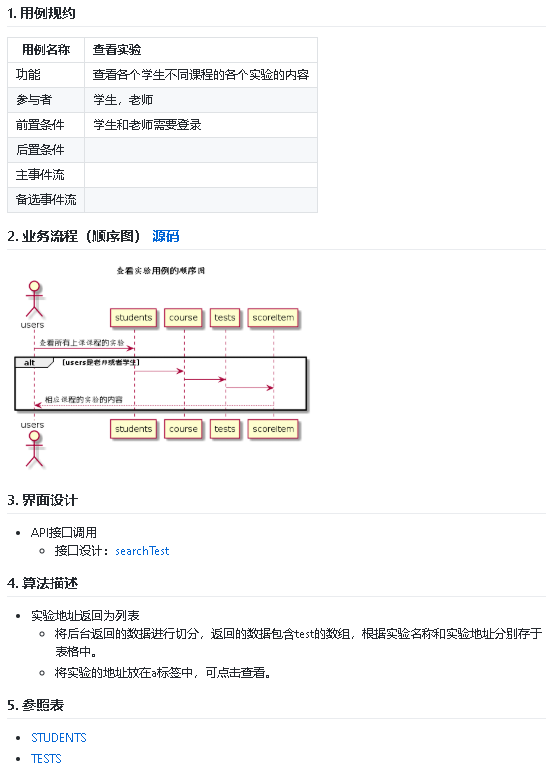 1. 用例规约
用例名称 查看实验
功能 查看各个学生不同课程的各个实验的内容
参与者 学生，老师
前置条件 学生和老师需要登录
后置条件
主事件流
备选事件流
2. 业务流程（顺序图） 源码
查看实验用例的顺序图
users students course tests scoreItem
查看所有上课课程的实验
alt [users是老师或者学生]
相应课程的实验的内容
users students course tests scoreItem
3. 界面设计
API接口调用
接口设计：searchTest
4. 算法描述
实验地址返回为列表
将后台返回的数据进行切分，返回的数据包含test的数组，根据实验名称和实验地址分别存于
表格中。
将实验的地址放在a标签中，可点击查看。
5. 参照表
STUDENTS
TESTS